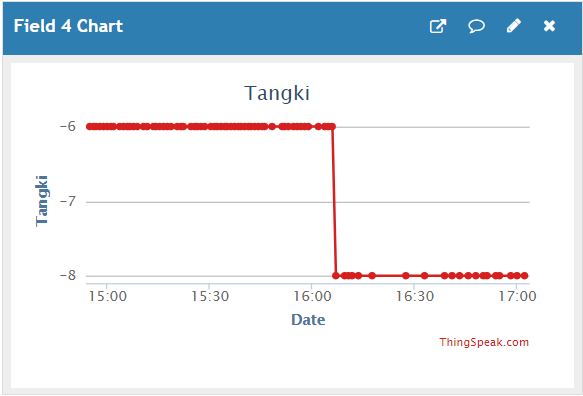 Field 4 Chart
Tangki
-6
-7
-8
Tangki
15:00 15:30 16:00 16:30 17:00
Date
ThingSpeak.com